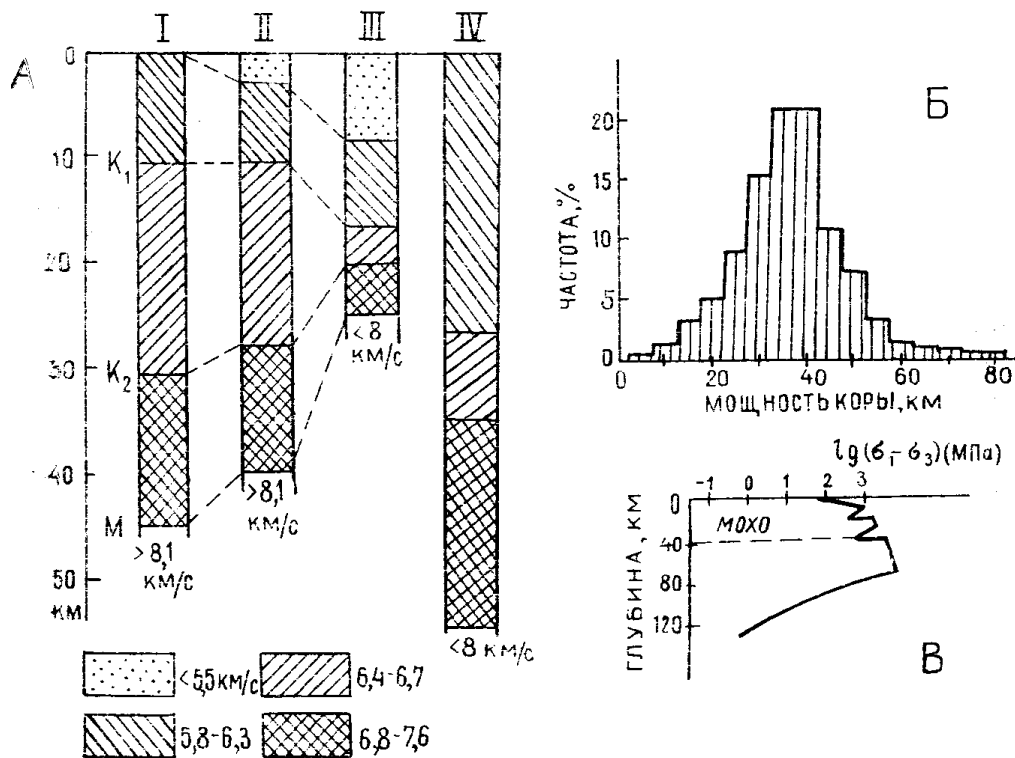 А
I II III IV
0
10
20
30
40
50
км
K₁
K₂
M
>8,1
км/с
>8,1
км/с
<8
км/с
<8 км/с
<5,5 км/с
6,4-6,7
5,8-6,3
6,8-7,6
Б
ЧАСТОТА, %
20
15
10
5
0
0 20 40 60 80
МОЩНОСТЬ КОРЫ, КМ
lg(σ₁-σ₃)(МПа)
-1 0 1 2 3
ГЛУБИНА, КМ
0
40
80
120
МОХО
В